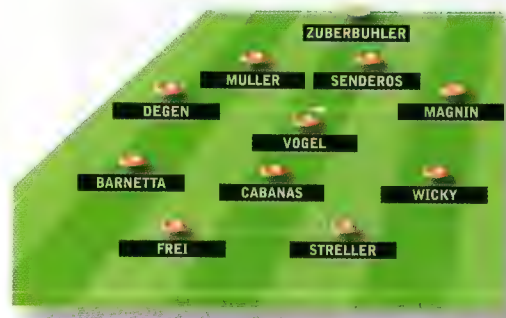 ZUBERBUHLER
MULLER
SENDEROS
DEGEN
MAGNIN
VOGEL
BARNETTA
CABANAS
WICKY
FREI
STRELLER